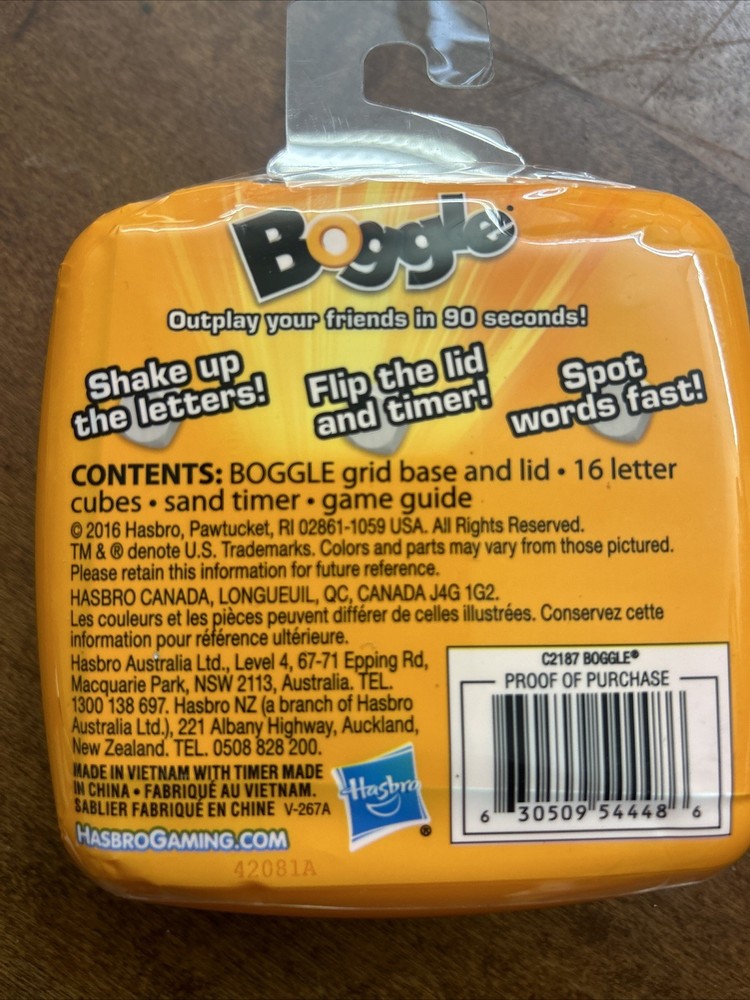 Boggle
Outplay your friends in 90 seconds!
Shake up
the letters!
Flip the lid
and timer!
Spot
words fast!
CONTENTS: BOGGLE grid base and lid • 16 letter
cubes • sand timer • game guide
© 2016 Hasbro, Pawtucket, RI 02861-1059 USA. All Rights Reserved.
TM & ® denote U.S. Trademarks. Colors and parts may vary from those pictured.
Please retain this information for future reference.
HASBRO CANADA, LONGUEUIL, QC, CANADA J4G 1G2.
Les couleurs et les pièces peuvent différer de celles illustrées. Conservez cette
information pour référence ultérieure.
Hasbro Australia Ltd., Level 4, 67-71 Epping Rd,
Macquarie Park, NSW 2113, Australia. TEL.
1300 138 697. Hasbro NZ (a branch of Hasbro
Australia Ltd.), 221 Albany Highway, Auckland,
New Zealand. TEL. 0508 828 200.
MADE IN VIETNAM WITH TIMER MADE
IN CHINA • FABRIQUÉ AU VIETNAM.
SABLIER FABRIQUÉ EN CHINE V-267A
HASBROGAMING.COM
42081A
Hasbro
®
C2187 BOGGLE®
PROOF OF PURCHASE
6 30509 54448 6